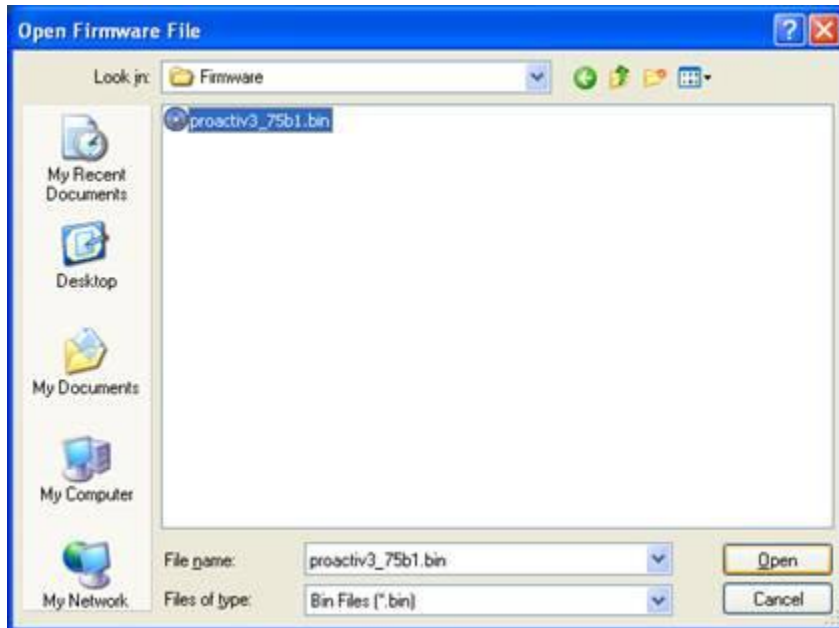 Open Firmware File
Look in: Firmware
proactiv3_75b1.bin
My Recent
Documents
Desktop
My Documents
My Computer
My Network
File name: proactiv3_75b1.bin Open
Files of type: Bin Files (*.bin) Cancel